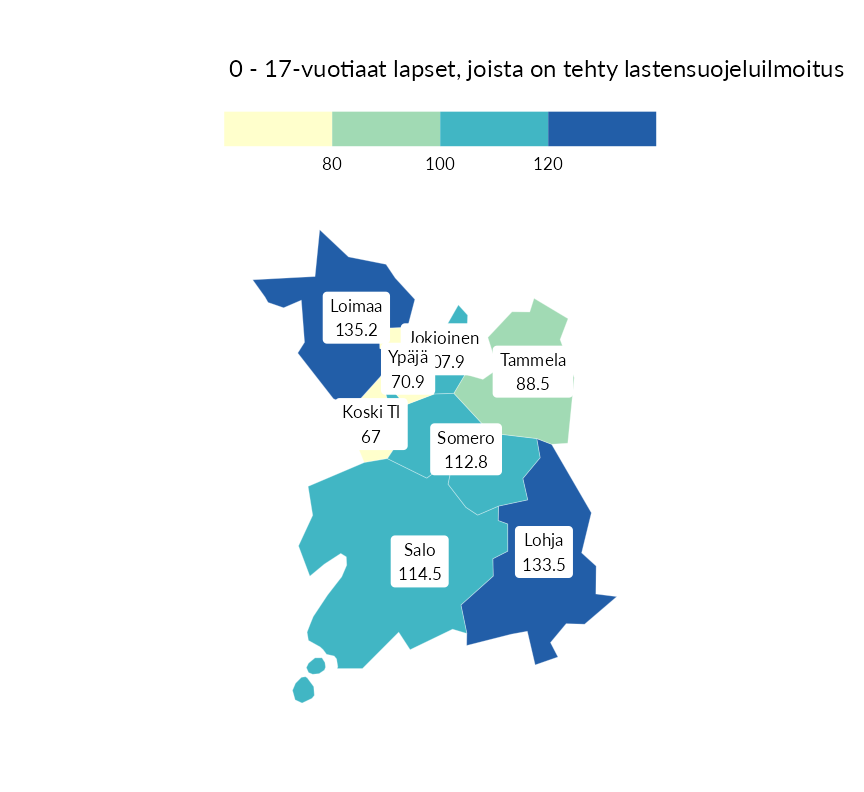 0 - 17-vuotiaat lapset, joista on tehty lastensuojeluilmoitus
80
100
120
Loimaa
135.2
Jokioinen
07.9
Ypäjä
70.9
Tammela
88.5
Koski Tl
67
Somero
112.8
Salo
114.5
Lohja
133.5